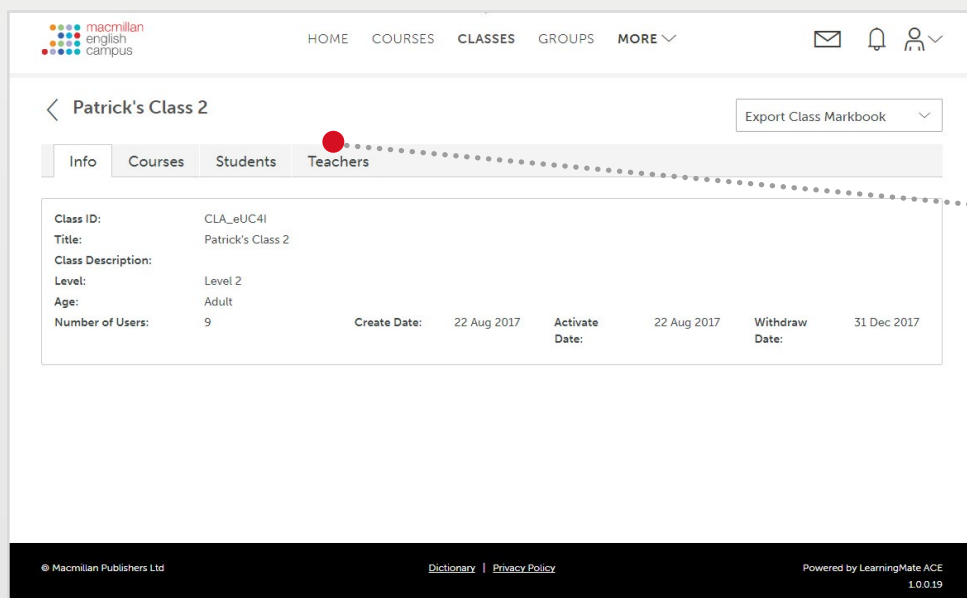 macmillan
english
campus
HOME COURSES CLASSES GROUPS MORE
Patrick's Class 2
Export Class Markbook
Info Courses Students Teachers
Class ID: CLA_eUC4I
Title: Patrick's Class 2
Class Description:
Level: Level 2
Age: Adult
Number of Users: 9 Create Date: 22 Aug 2017 Activate Date: 22 Aug 2017 Withdraw Date: 31 Dec 2017
© Macmillan Publishers Ltd Dictionary | Privacy Policy Powered by LearningMate ACE
1.0.0.19